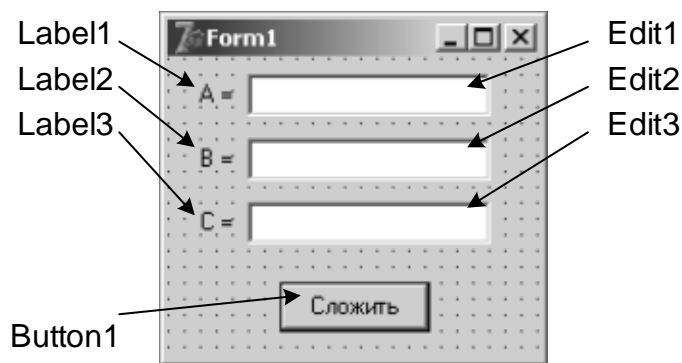 Label1
Form1
Edit1
Label2
A =
Edit2
Label3
B =
Edit3
C =
Сложить
Button1